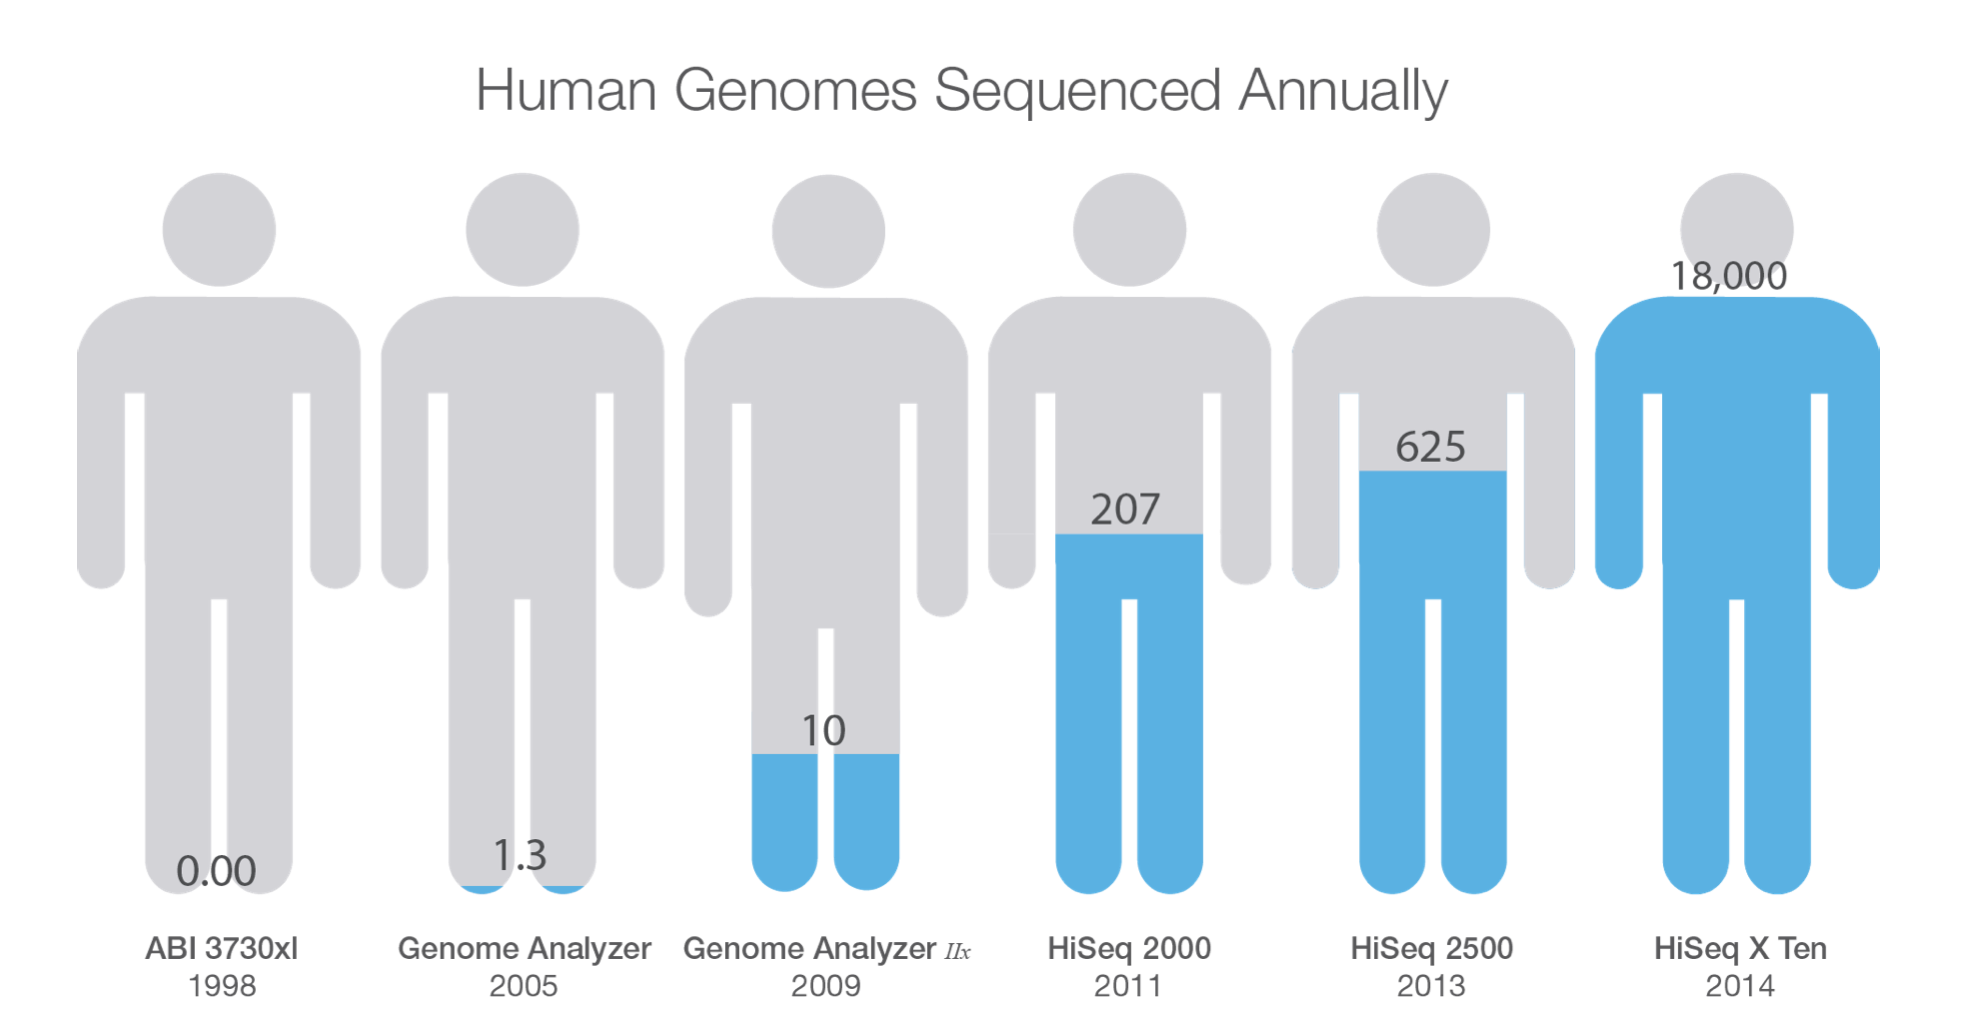 Human Genomes Sequenced Annually
18,000
625
207
10
1.3
0.00
ABI 3730xl
1998
Genome Analyzer
2005
Genome Analyzer IIx
2009
HiSeq 2000
2011
HiSeq 2500
2013
HiSeq X Ten
2014